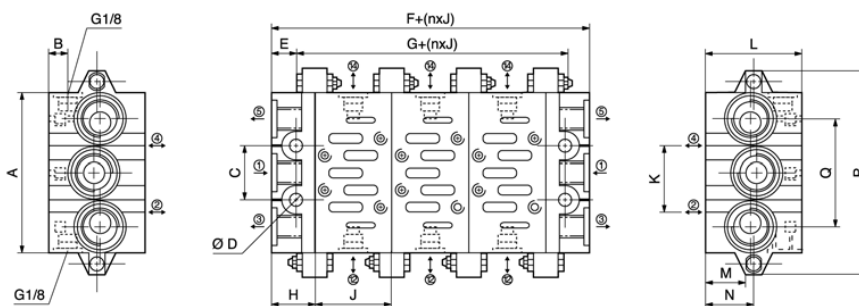 F+(nxJ)
G1/8
B
E
G+(nxJ)
L
⑭ ⑭ ⑭
⑤ ⑤
④ ④
A
① C ①
K
Q
② ②
③ ③
Ø D
⑫ ⑫ ⑫
G1/8
H
J
M
N